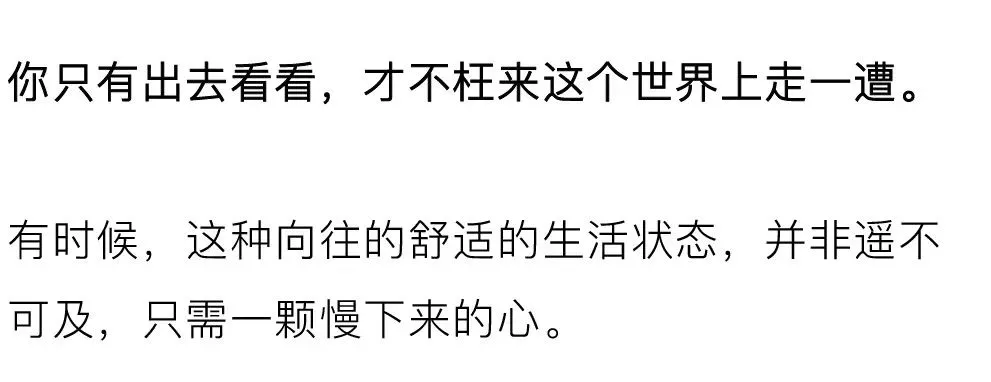 你只有出去看看，才不枉来这个世界上走一遭。
有时候，这种向往的舒适的生活状态，并非遥不
可及，只需一颗慢下来的心。